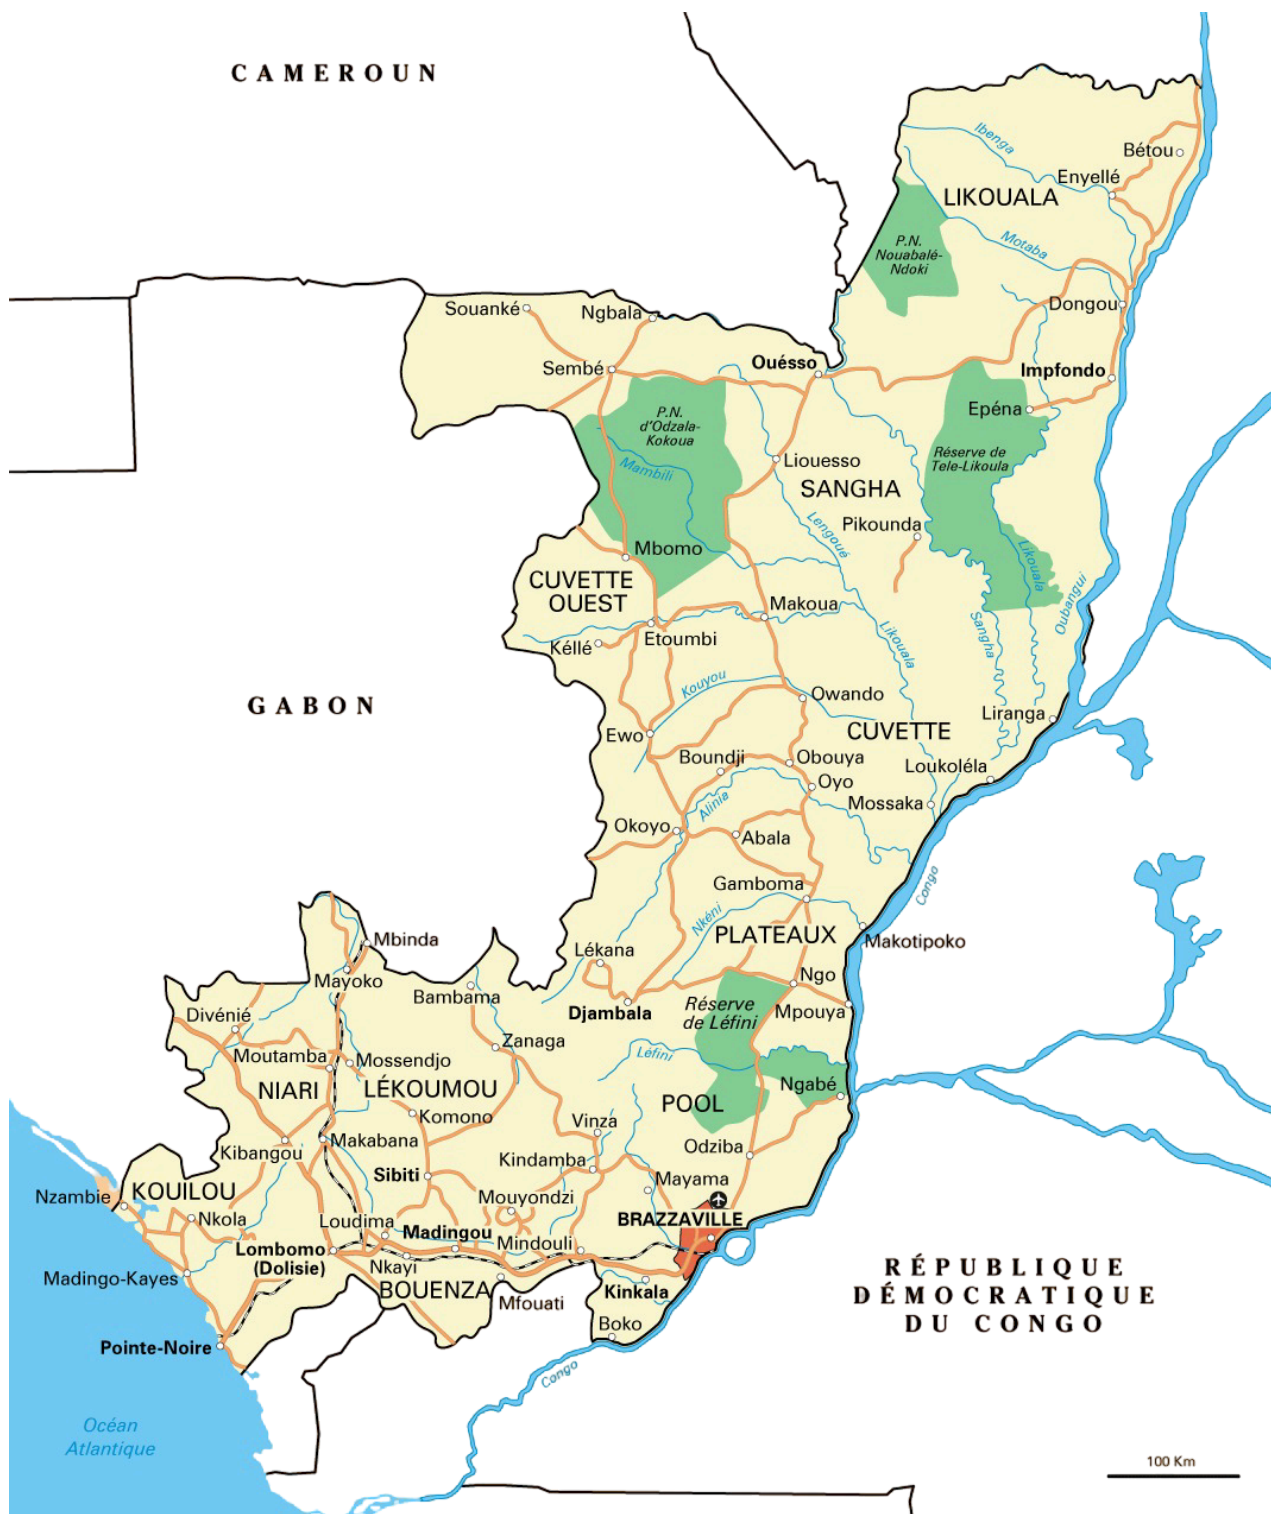 CAMEROUN
Ibenga
Bétou
Enyellé
LIKOUALA
P.N.
Nouabalé-
Ndoki
Motaba
Souanké
Ngbala
Dongou
Sembé
Ouésso
Impfondo
P.N.
d'Odzala-
Kokoua
Epéna
Mambili
Liouesso
Réserve de
Tele-Likoula
SANGHA
Lengoué
Pikounda
Mbomo
Likouala
CUVETTE
OUEST
Makoua
Oubangui
Etoumbi
Kéllé
Likouala
Sangha
GABON
Kouyou
Owando
Liranga
Ewo
CUVETTE
Boundji
Obouya
Loukoléla
Oyo
Alinia
Mossaka
Okoyo
Abala
Congo
Gamboma
Nkéni
PLATEAUX
Mbinda
Makotipoko
Lékana
Mayoko
Ngo
Bambama
Djambala
Réserve
de Léfini
Mpouya
Divénié
Zanaga
Moutamba
Mossendjo
Léfini
NIARI
LÉKOUMOU
Ngabé
POOL
Komono
Vinza
Makabana
Kibangou
Odziba
Kindamba
Sibiti
Mayama
KOUILOU
Nzambie
Mouyondzi
Nkola
Loudima
BRAZZAVILLE
Madingou
Lombomo
(Dolisie)
Mindouli
Nkayi
Madingo-Kayes
BOUENZA
Kinkala
Mfouati
RÉPUBLIQUE
DÉMOCRATIQUE
DU CONGO
Boko
Pointe-Noire
Congo
Océan
Atlantique
100 Km